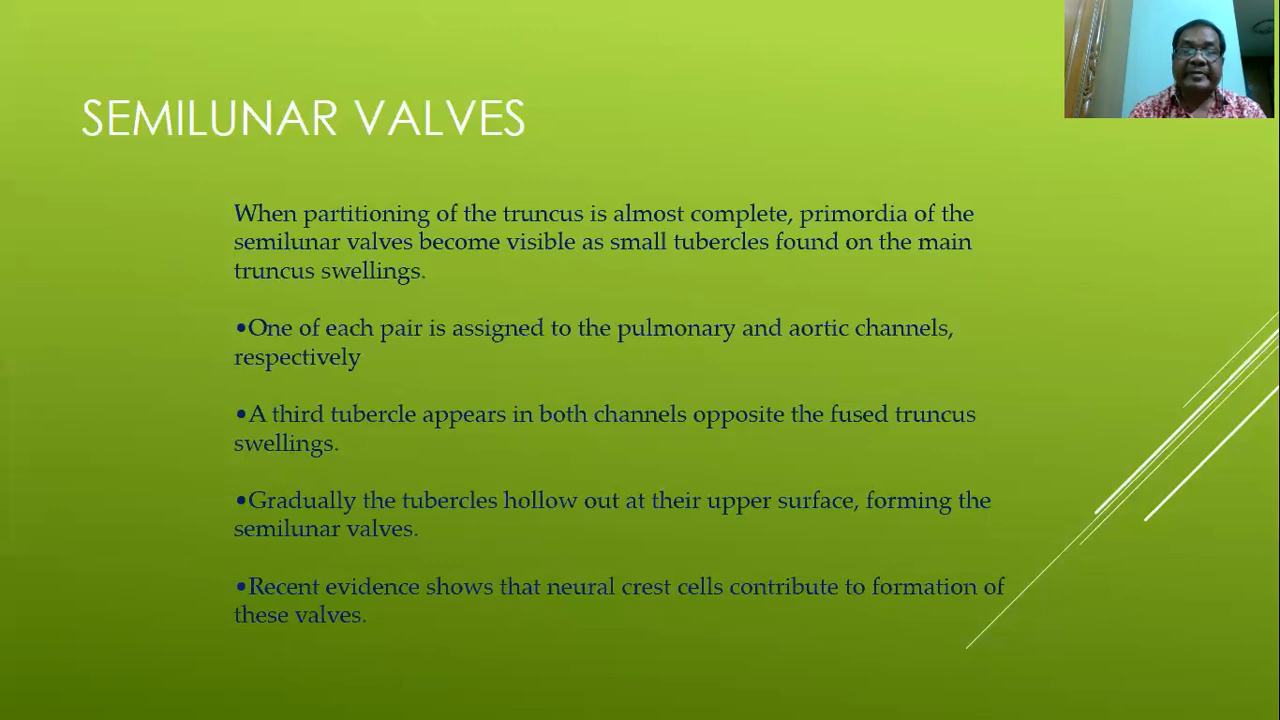 SEMILUNAR VALVES
When partitioning of the truncus is almost complete, primordia of the
semilunar valves become visible as small tubercles found on the main
truncus swellings.
•One of each pair is assigned to the pulmonary and aortic channels,
respectively
•A third tubercle appears in both channels opposite the fused truncus
swellings.
•Gradually the tubercles hollow out at their upper surface, forming the
semilunar valves.
•Recent evidence shows that neural crest cells contribute to formation of
these valves.